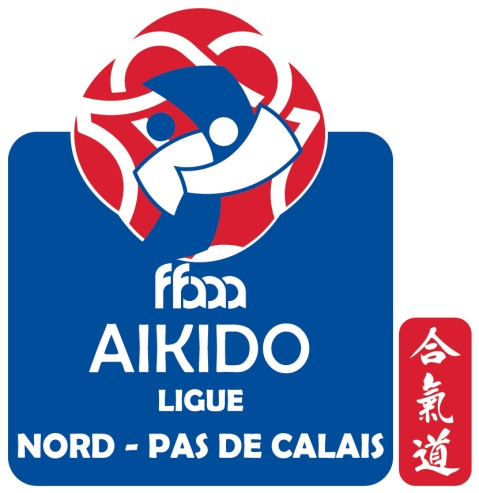 ffaaa
AIKIDO
LIGUE
NORD - PAS DE CALAIS
合氣道